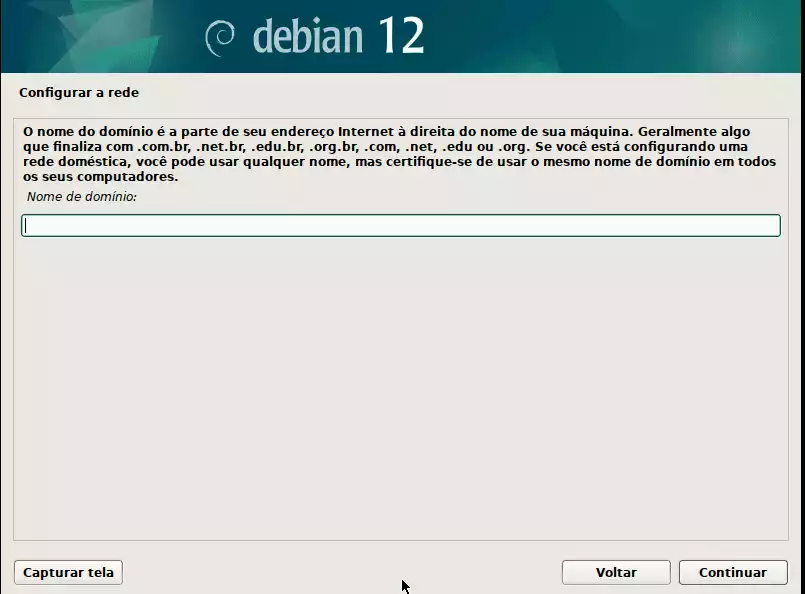 debian 12
Configurar a rede
O nome do domínio é a parte de seu endereço Internet à direita do nome de sua máquina. Geralmente algo
que finaliza com .com.br, .net.br, .edu.br, .org.br, .com, .net, .edu ou .org. Se você está configurando uma
rede doméstica, você pode usar qualquer nome, mas certifique-se de usar o mesmo nome de domínio em todos
os seus computadores.
Nome de domínio:
Capturar tela
Voltar
Continuar